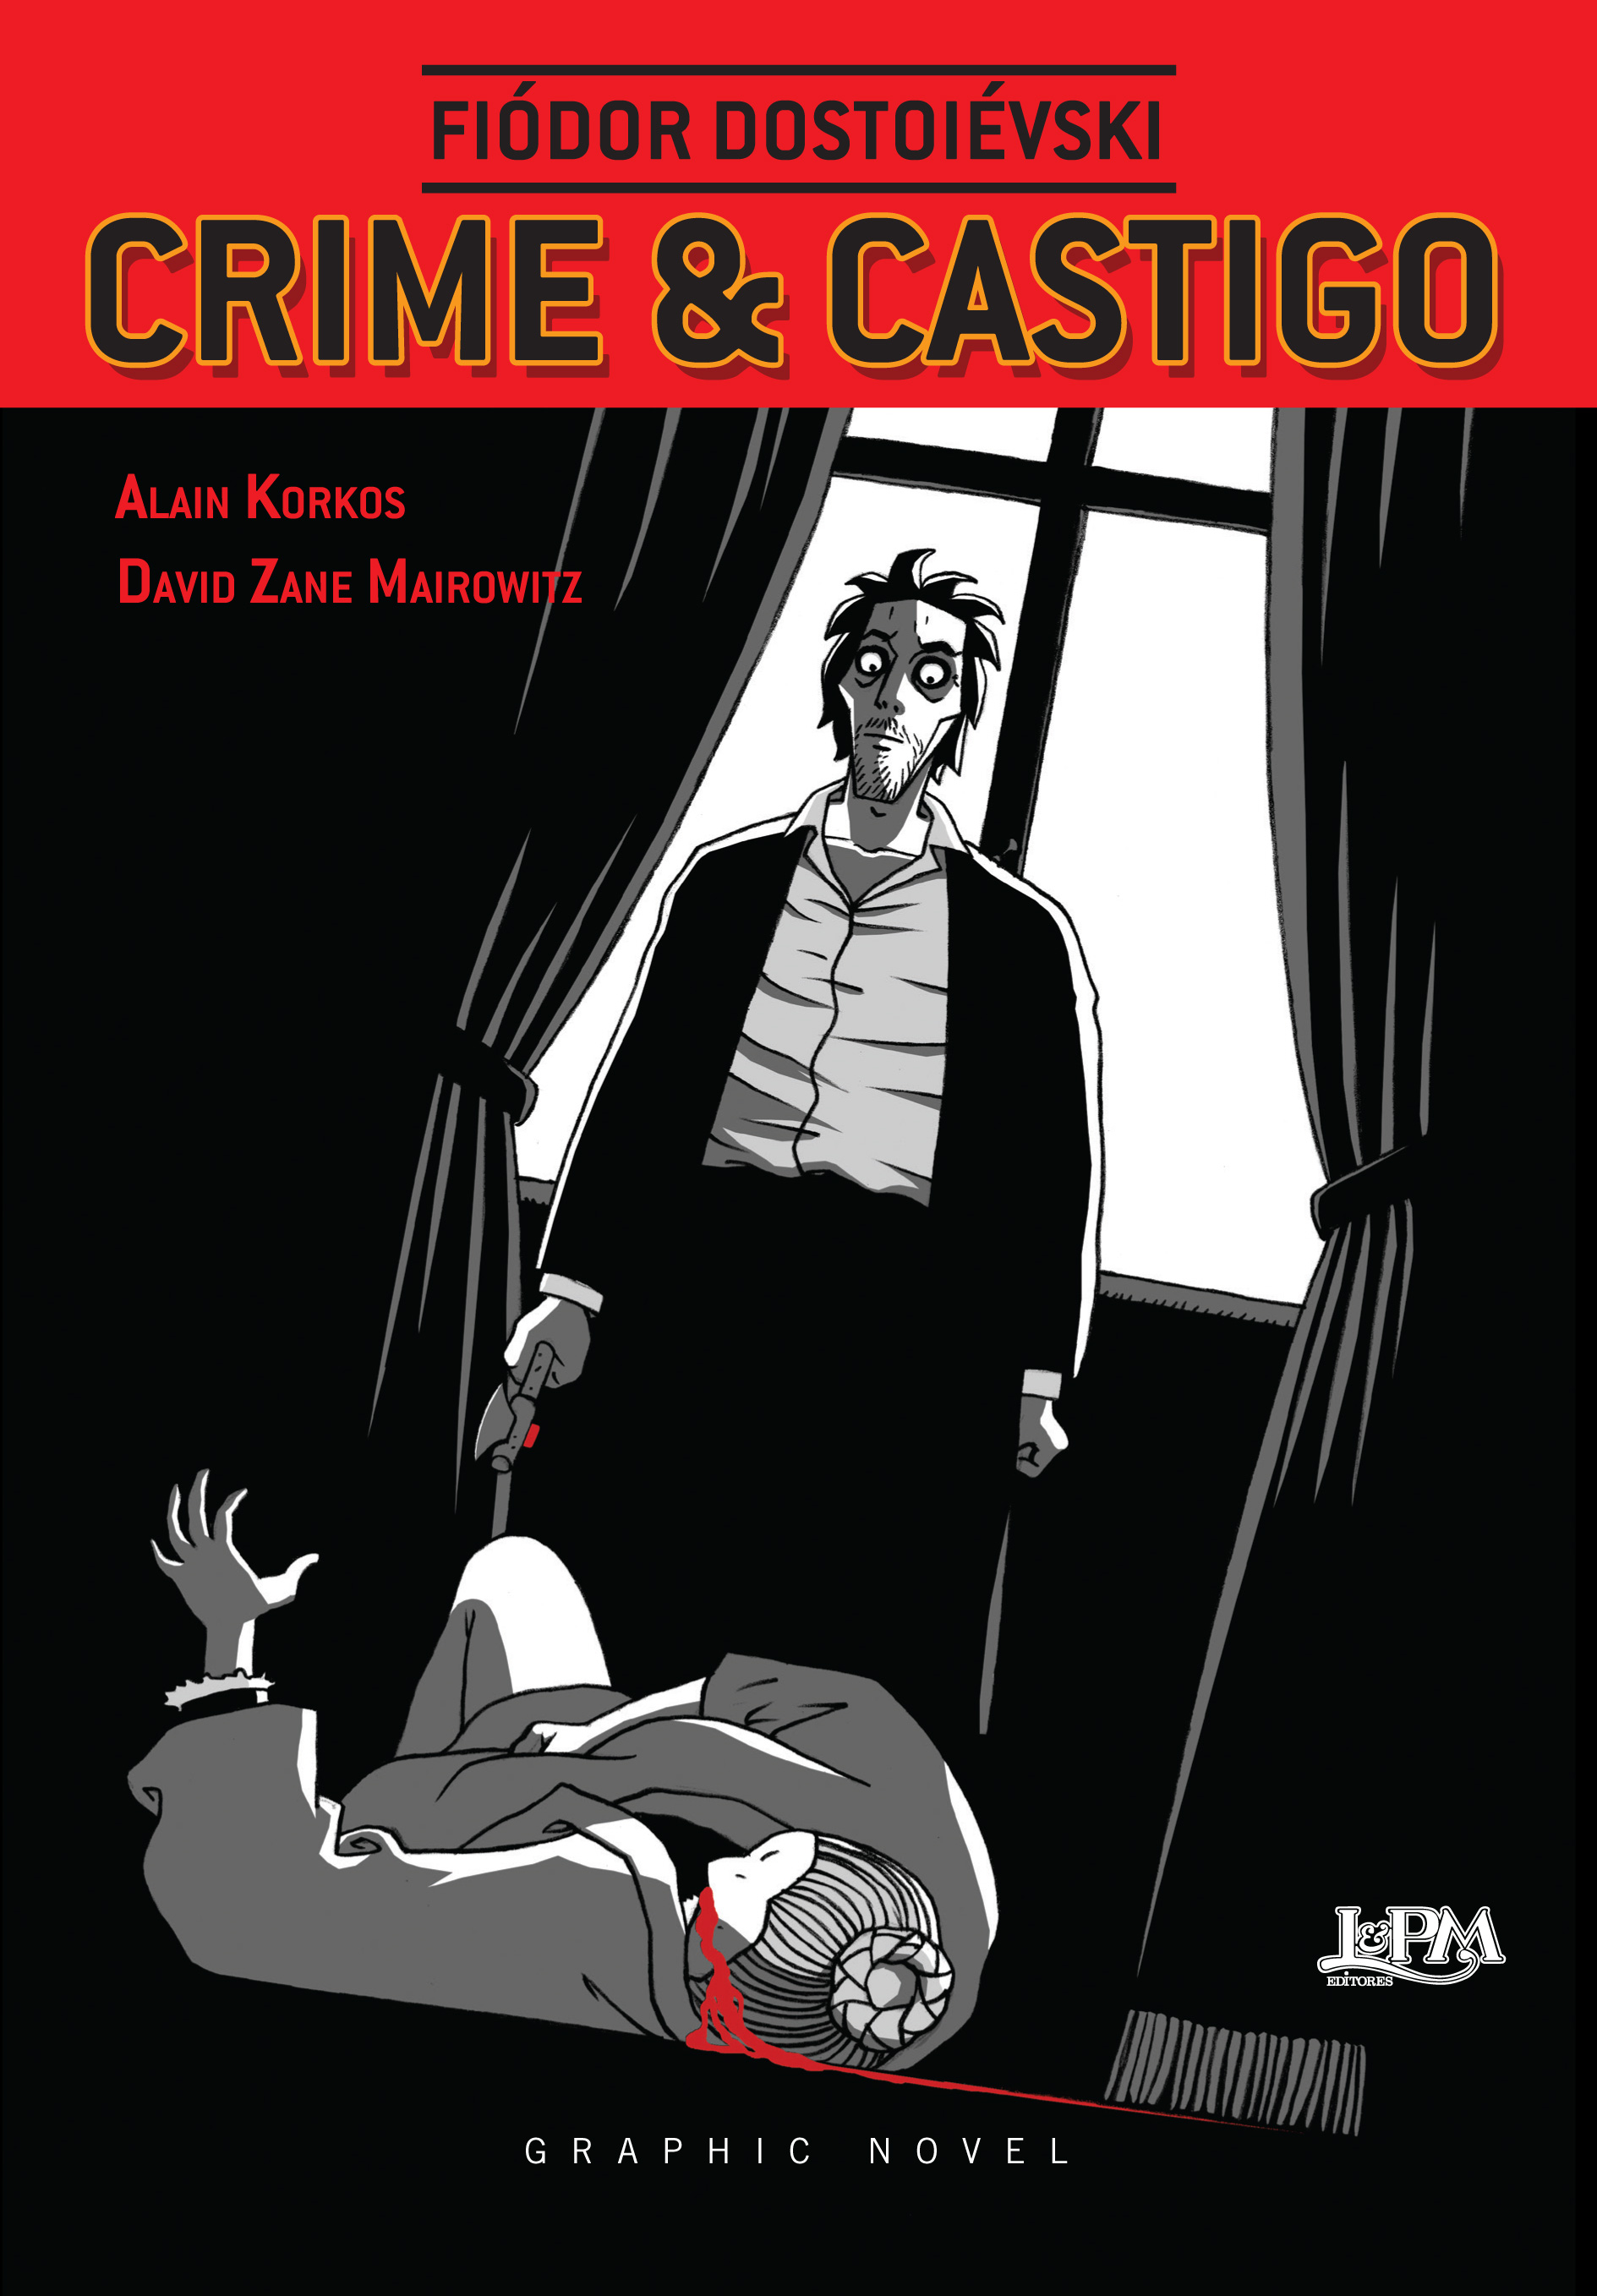 FIÓDOR DOSTOIÉVSKI
CRIME & CASTIGO
ALAIN KORKOS
DAVID ZANE MAIROWITZ
L&PM
EDITORES
GRAPHIC NOVEL